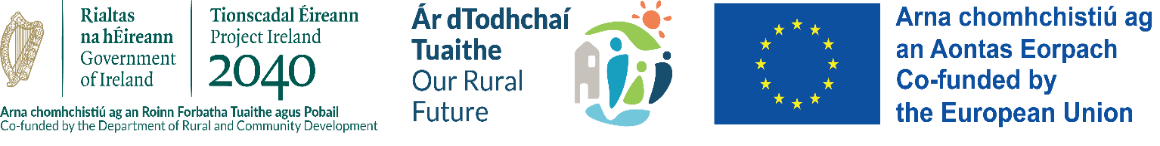 Rialtas
na hÉireann
Government
of Ireland
Tionscadal Éireann
Project Ireland
2040
Arna chomhchistiú ag an Roinn Forbatha Tuaithe agus Pobail
Co-funded by the Department of Rural and Community Development
Ár dTodhchaí
Tuaithe
Our Rural
Future
Arna chomhchistiú ag
an Aontas Eorpach
Co-funded by
the European Union